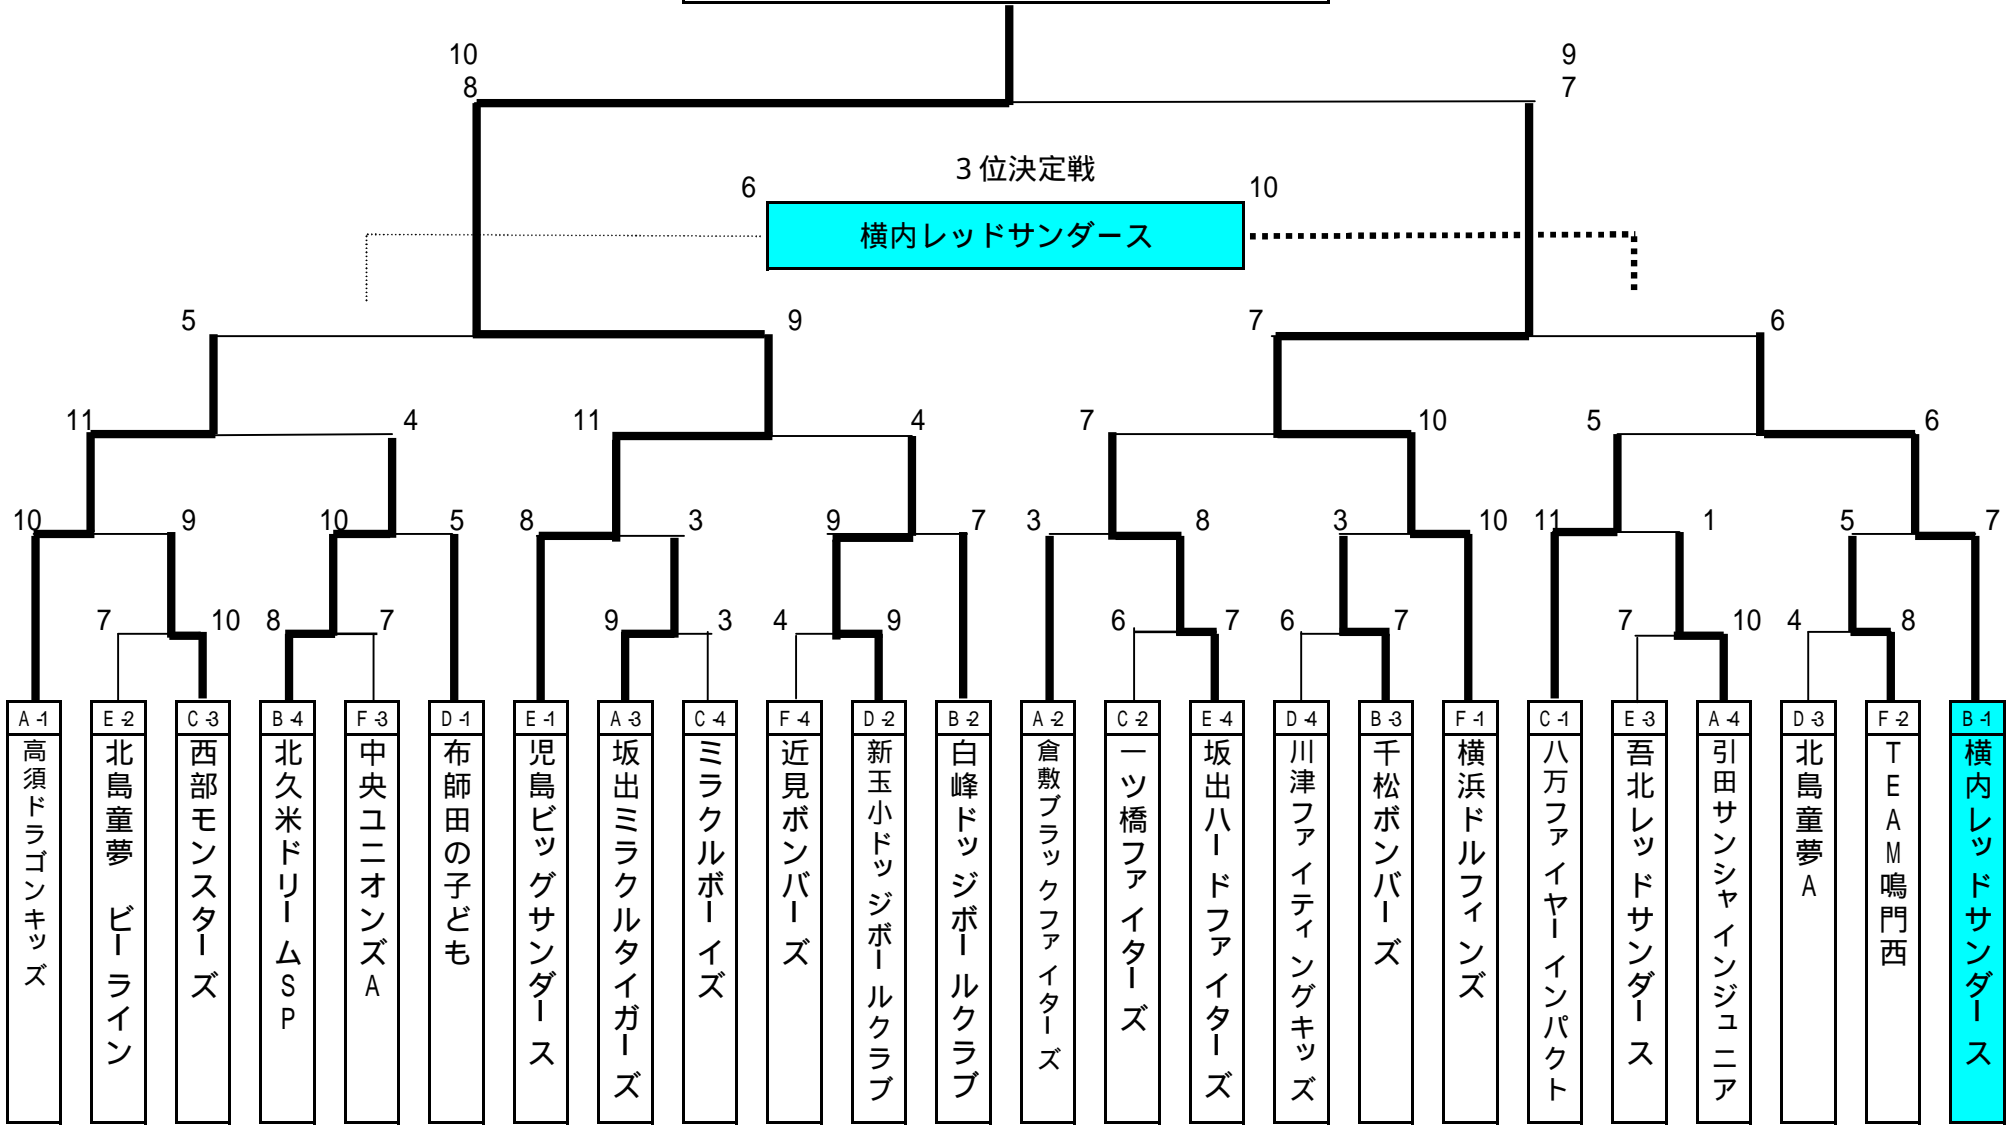 10 9
8 7
3位決定戦
6 10
横内レッドサンダース
5 9 7 6
11 4 11 4 7 10 5 6
10 9 10 5 8 3 9 7 3 8 3 10 11 1 5 7
7 10 8 7 9 3 4 9 6 7 6 7 7 10 4 8
A-1 E-2 C-3 B-4 F-3 D-1 E-1 A-3 C-4 F-4 D-2 B-2 A-2 C-2 E-4 D-4 B-3 F-1 C-1 E-3 A-4 D-3 F-2 B-1
高須ドラゴンキッズ
北島童夢 ビーライン
西部モンスターズ
北久米ドリームSP
中央ユニオンズA
布師田の子ども
児島ビッグサンダース
坂出ミラクルタイガーズ
ミラクルボーイズ
近見ボンバーズ
新玉小ドッジボールクラブ
白峰ドッジボールクラブ
倉敷ブラックファイターズ
一ツ橋ファイターズ
坂出ハードファイターズ
川津ファイティングキッズ
千松ボンバーズ
横浜ドルフィンズ
八万ファイヤーインパクト
吾北レッドサンダース
引田サンシャインジュニア
北島童夢A
TEAM鳴門西
横内レッドサンダース